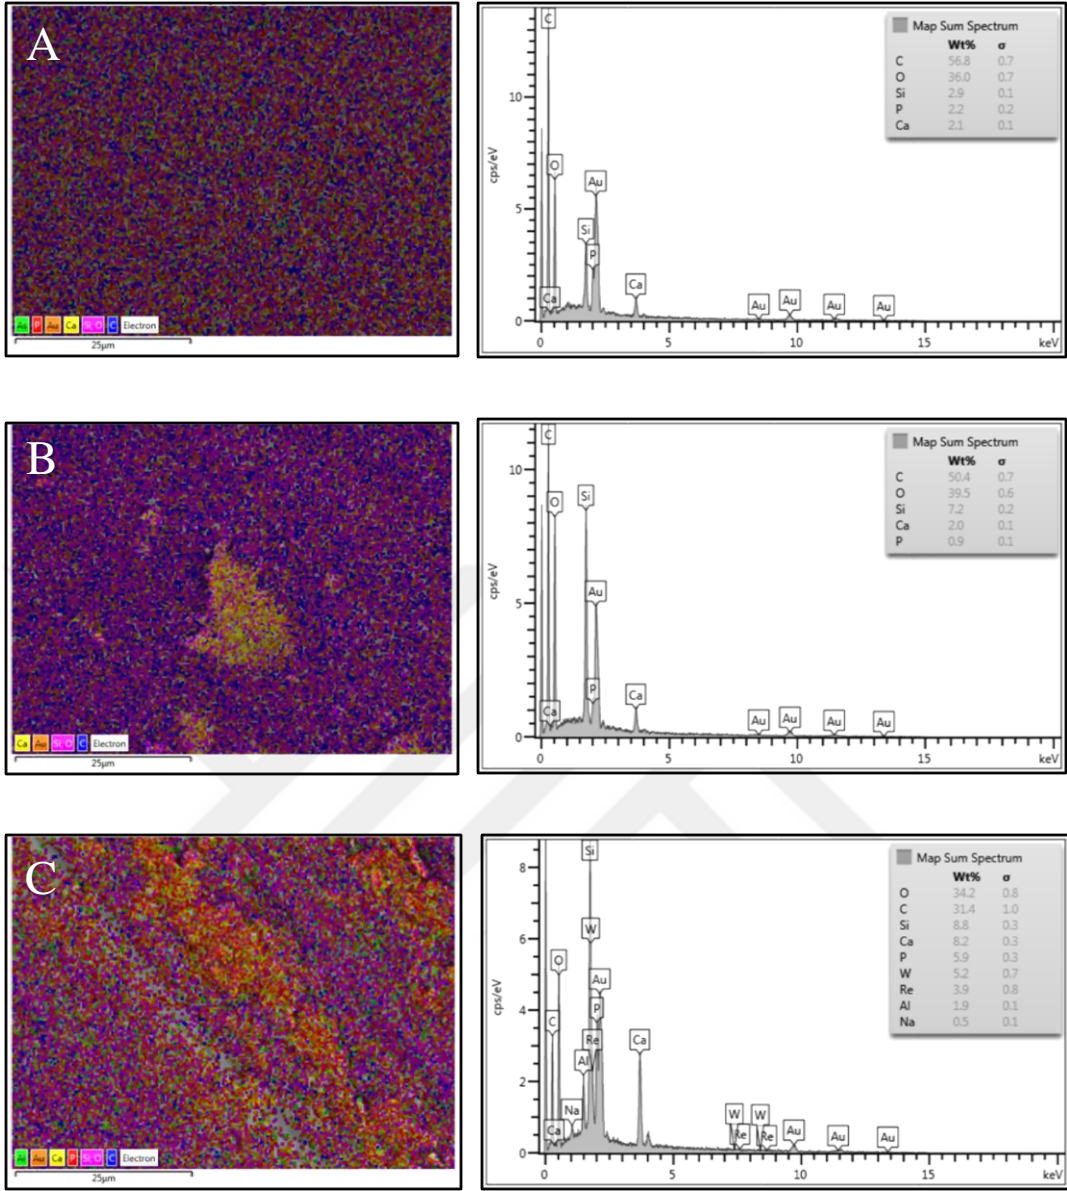 A
As P Au Ca Si, O C Electron
25μm
Map Sum Spectrum
Wt% σ
C 56.8 0.7
O 36.0 0.7
Si 2.9 0.1
P 2.2 0.2
Ca 2.1 0.1
cps/eV
10
5
0
C
O
Au
Si
P
Ca
Ca
Au
Au
Au
Au
0 5 10 15 keV
B
Ca Au Si, O C Electron
25μm
Map Sum Spectrum
Wt% σ
C 50.4 0.7
O 39.5 0.6
Si 7.2 0.2
Ca 2.0 0.1
P 0.9 0.1
cps/eV
10
5
0
C
O
Si
Au
P
Ca
Ca
Au
Au
Au
Au
0 5 10 15 keV
C
Au Ca P Si, O C Electron
25μm
Map Sum Spectrum
Wt% σ
O 34.2 0.8
C 31.4 1.0
Si 8.8 0.3
Ca 8.2 0.3
P 5.9 0.3
W 5.2 0.7
Re 3.9 0.8
Al 1.9 0.1
Na 0.5 0.1
cps/eV
8
6
4
2
0
Si
W
O
Au
P
C
Re
Ca
Al
Na
Ca
W
W
Re
Re
Au
Au
Au
0 5 10 15 keV